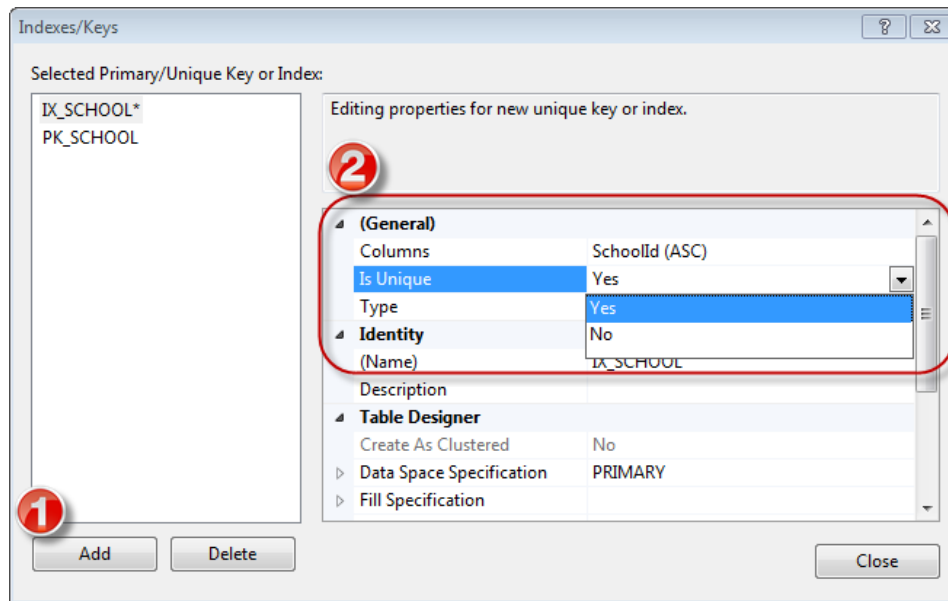 Indexes/Keys
Selected Primary/Unique Key or Index:
IX_SCHOOL*
PK_SCHOOL
Editing properties for new unique key or index.
2
(General)
Columns SchoolId (ASC)
Is Unique Yes
Type Yes
No
Identity
(Name) IX_SCHOOL
Description
Table Designer
Create As Clustered No
Data Space Specification PRIMARY
Fill Specification
1
Add Delete
Close